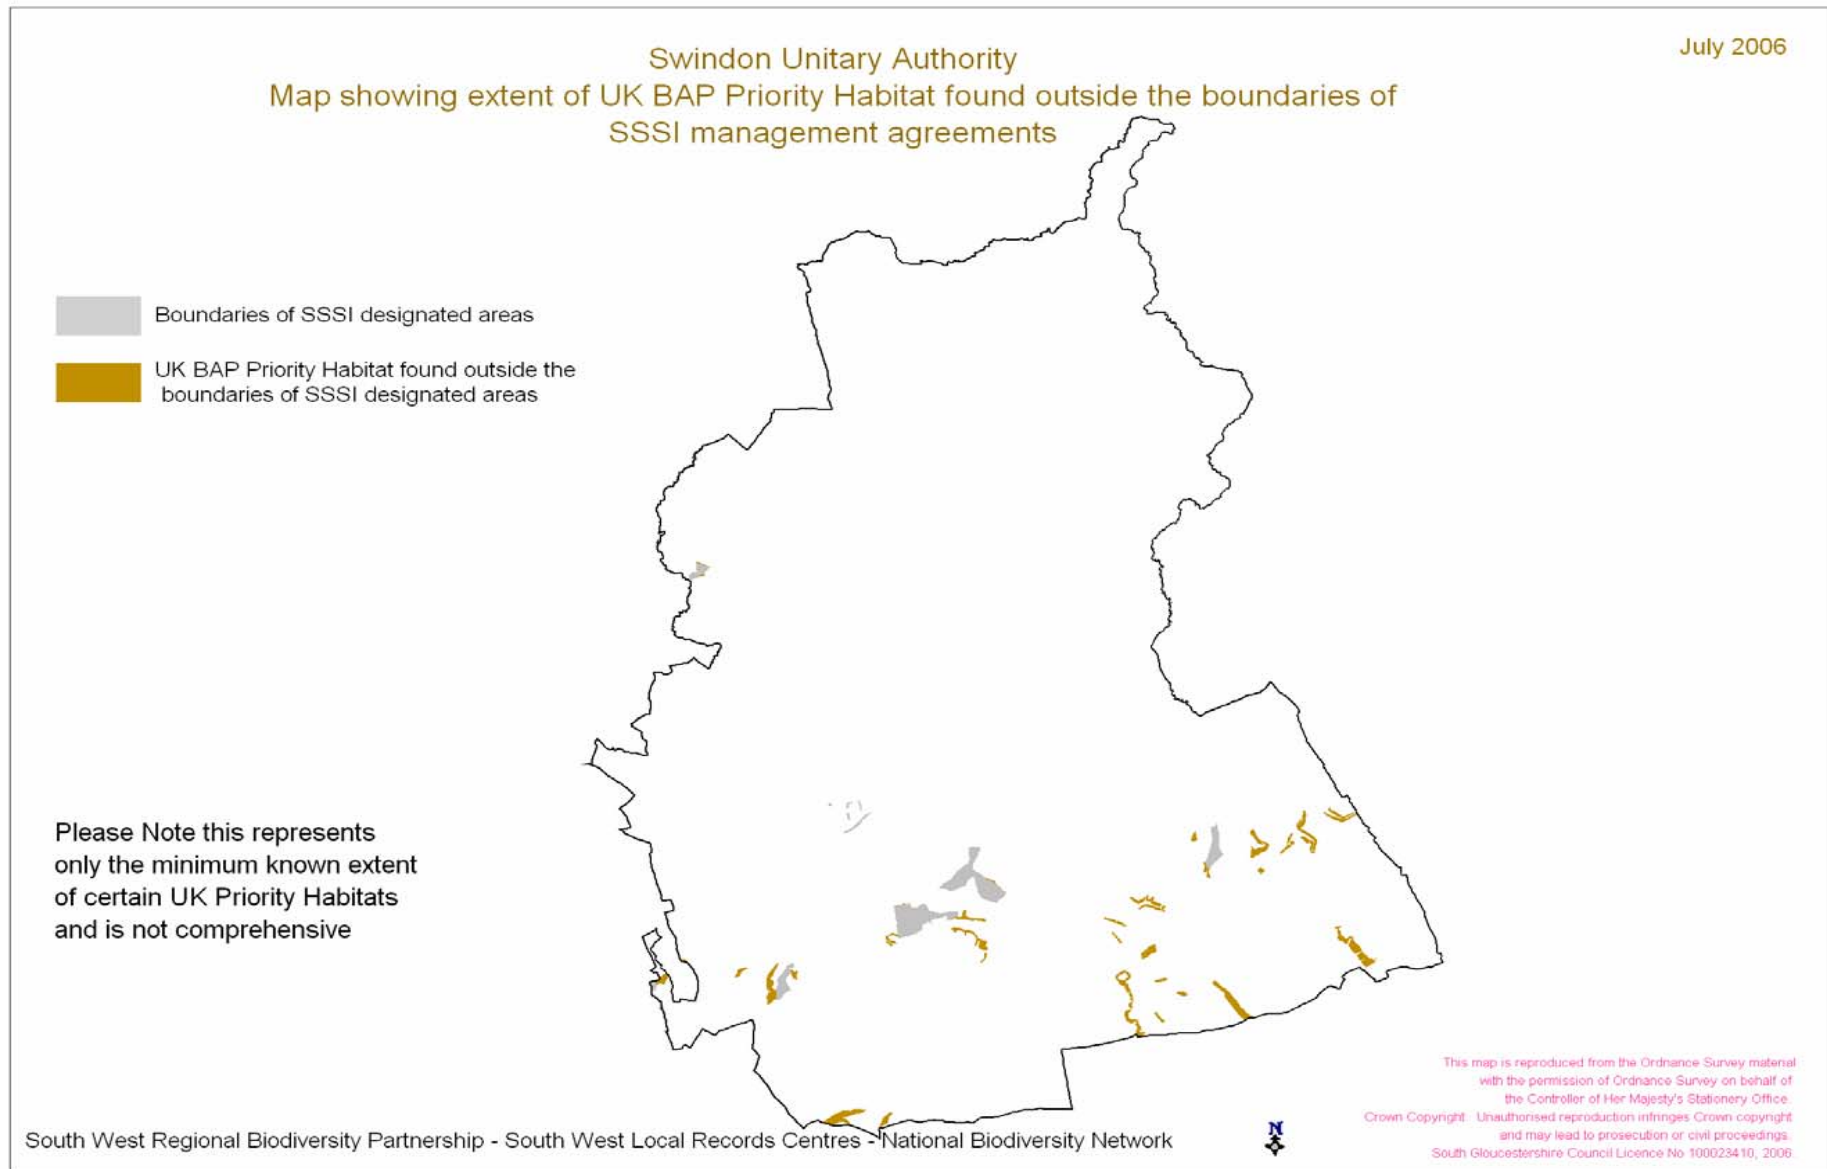 July 2006
Swindon Unitary Authority
Map showing extent of UK BAP Priority Habitat found outside the boundaries of
SSSI management agreements
Boundaries of SSSI designated areas
UK BAP Priority Habitat found outside the
boundaries of SSSI designated areas
Please Note this represents
only the minimum known extent
of certain UK Priority Habitats
and is not comprehensive
This map is reproduced from the Ordnance Survey material
with the permission of Ordnance Survey on behalf of
the Controller of Her Majesty's Stationery Office.
Crown Copyright. Unauthorised reproduction infringes Crown copyright
and may lead to prosecution or civil proceedings.
South Gloucestershire Council Licence No 100023410, 2006.
South West Regional Biodiversity Partnership - South West Local Records Centres - National Biodiversity Network
N